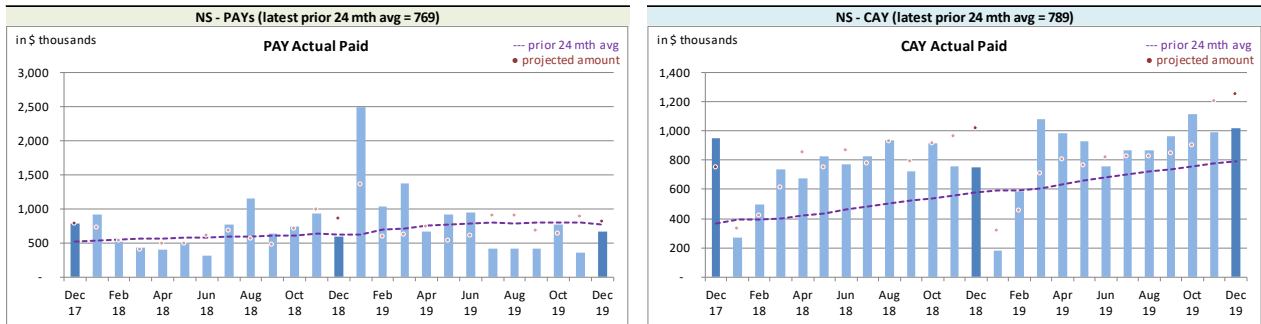 NS - PAYs (latest prior 24 mth avg = 769)
in $ thousands
PAY Actual Paid
--- prior 24 mth avg
• projected amount
3,000
2,500
2,000
1,500
1,000
500
-
Dec Feb Apr Jun Aug Oct Dec Feb Apr Jun Aug Oct Dec
17 18 18 18 18 18 18 19 19 19 19 19 19
NS - CAY (latest prior 24 mth avg = 789)
in $ thousands
CAY Actual Paid
--- prior 24 mth avg
• projected amount
1,400
1,200
1,000
800
600
400
200
-
Dec Feb Apr Jun Aug Oct Dec Feb Apr Jun Aug Oct Dec
17 18 18 18 18 18 18 19 19 19 19 19 19